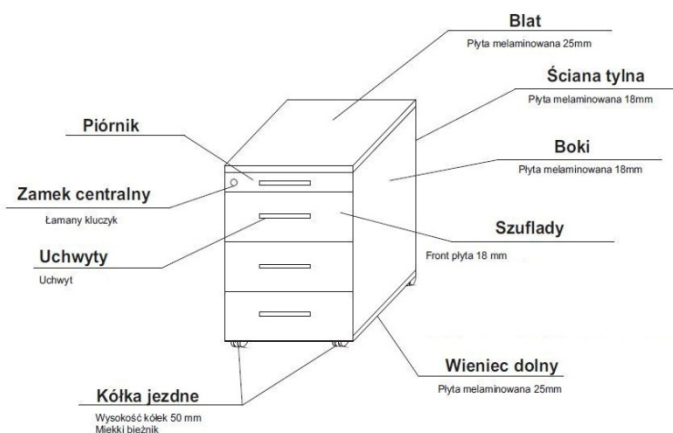 Blat
Płyta melaminowana 25mm
Ściana tylna
Płyta melaminowana 18mm
Piórnik
Boki
Płyta melaminowana 18mm
Zamek centralny
Łamany kluczyk
Szuflady
Front płyta 18 mm
Uchwyty
Uchwyt
Wieniec dolny
Płyta melaminowana 25mm
Kółka jezdne
Wysokość kółek 50 mm
Miękki bieżnik